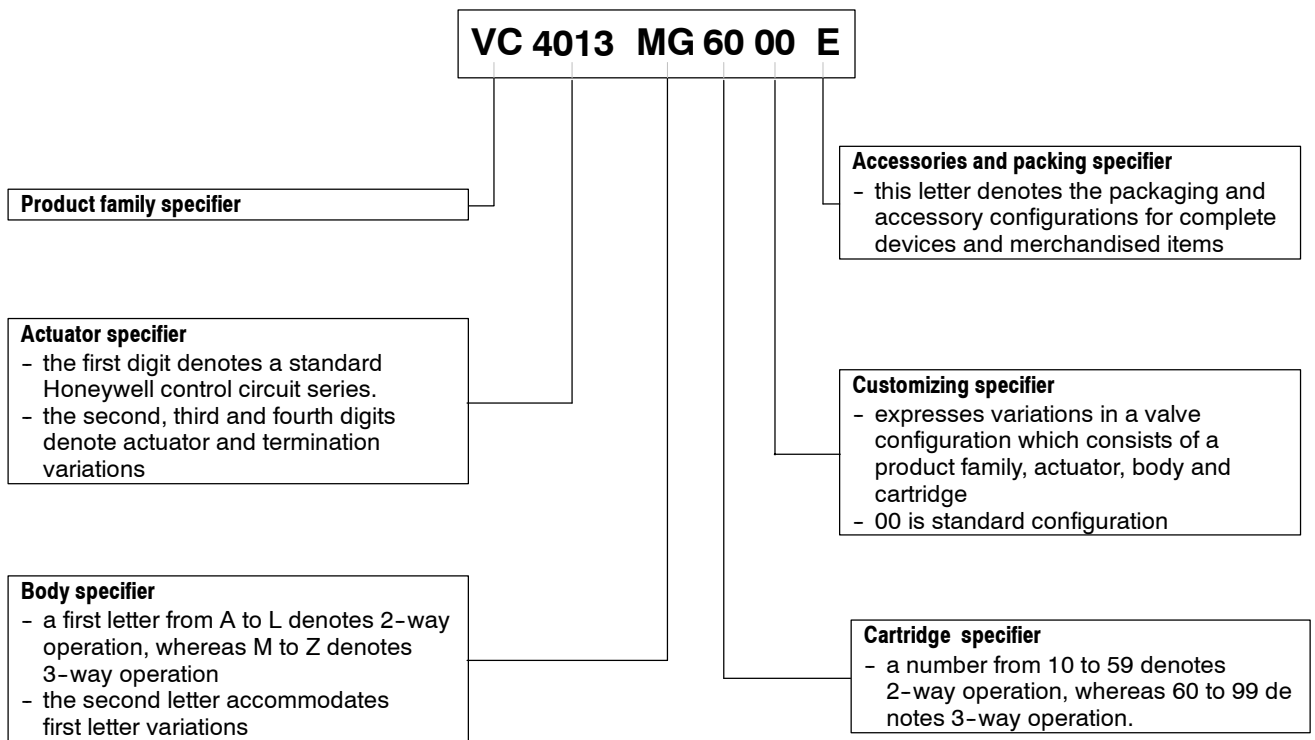 VC 4013 MG 60 00 E
Product family specifier
Actuator specifier
- the first digit denotes a standard
Honeywell control circuit series.
- the second, third and fourth digits
denote actuator and termination
variations
Body specifier
- a first letter from A to L denotes 2-way
operation, whereas M to Z denotes
3-way operation
- the second letter accommodates
first letter variations
Accessories and packing specifier
- this letter denotes the packaging and
accessory configurations for complete
devices and merchandised items
Customizing specifier
- expresses variations in a valve
configuration which consists of a
product family, actuator, body and
cartridge
- 00 is standard configuration
Cartridge specifier
- a number from 10 to 59 denotes
2-way operation, whereas 60 to 99 de
notes 3-way operation.